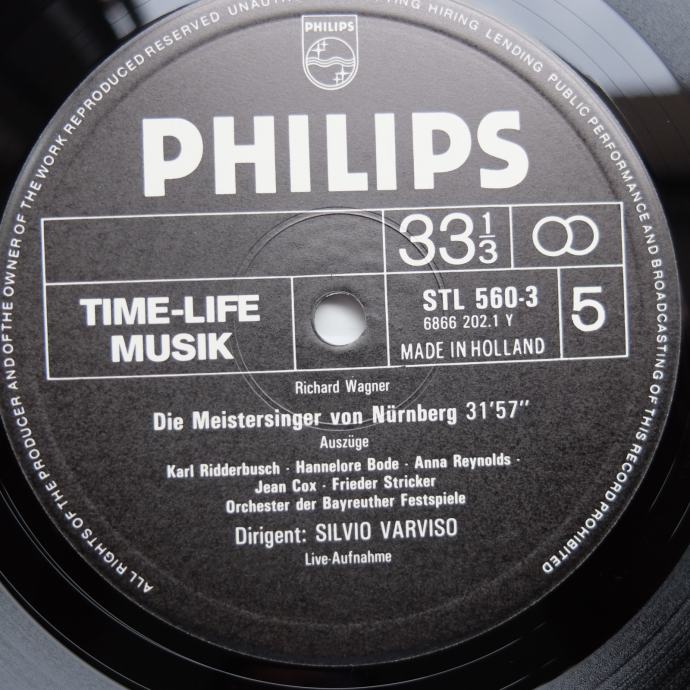 PHILIPS
PHILIPS
33 1/3
TIME-LIFE
MUSIK
STL 560-3
6866 202.1 Y
MADE IN HOLLAND
5
Richard Wagner
Die Meistersinger von Nürnberg 31'57"
Auszüge
Karl Ridderbusch · Hannelore Bode · Anna Reynolds ·
Jean Cox · Frieder Stricker
Orchester der Bayreuther Festspiele
Dirigent: SILVIO VARVISO
Live-Aufnahme
ALL RIGHTS OF THE PRODUCER AND OF THE OWNER OF THE WORK REPRODUCED RESERVED HIRING LENDING PUBLIC PERFORMANCE AND BROADCASTING OF THIS RECORD PROHIBITED